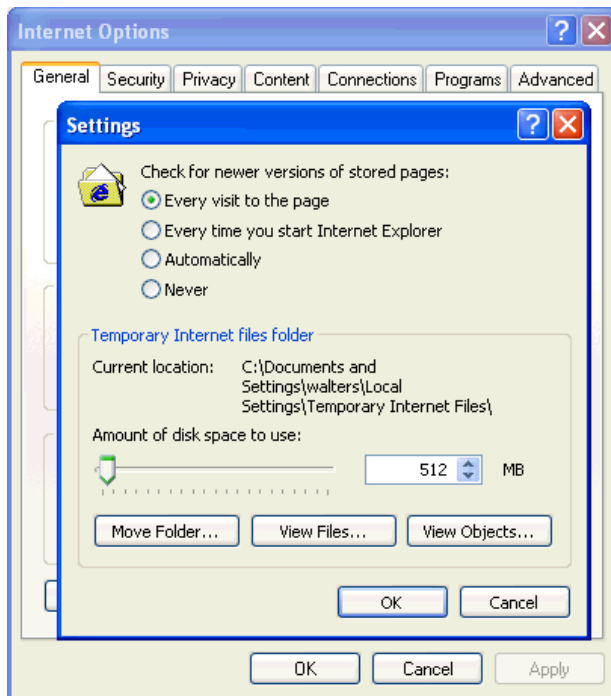 Internet Options
General Security Privacy Content Connections Programs Advanced
Settings
Check for newer versions of stored pages:
Every visit to the page
Every time you start Internet Explorer
Automatically
Never
Temporary Internet files folder
Current location: C:\Documents and
Settings\walters\Local
Settings\Temporary Internet Files\
Amount of disk space to use:
512 MB
Move Folder... View Files... View Objects...
OK Cancel
OK Cancel Apply